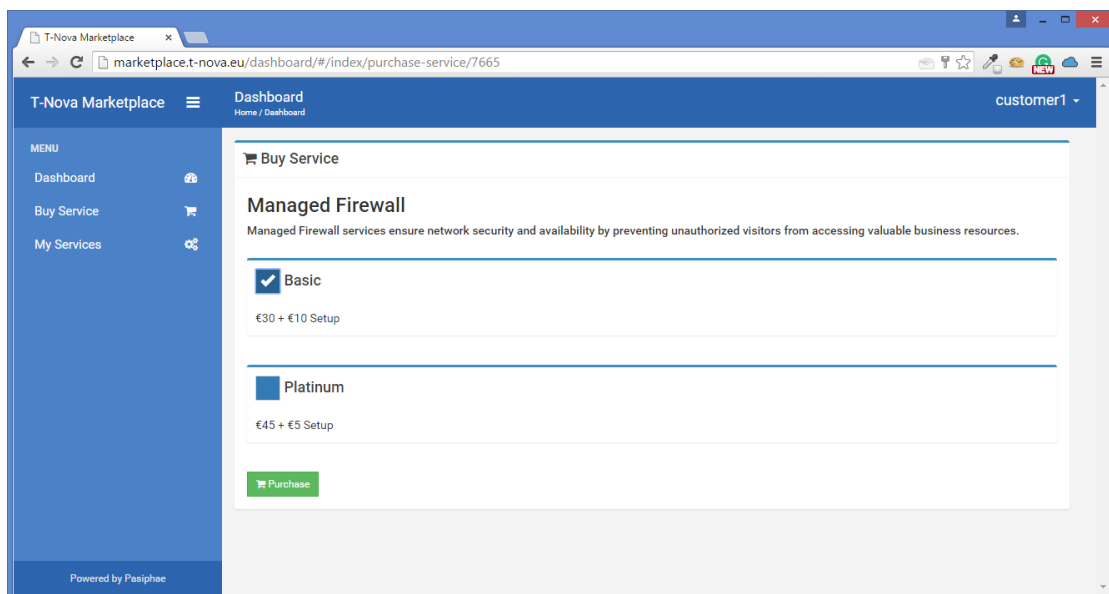 T-Nova Marketplace
marketplace.t-nova.eu/dashboard/#/index/purchase-service/7665
NEW
T-Nova Marketplace
Dashboard
Home / Dashboard
customer1
MENU
Dashboard
Buy Service
My Services
Buy Service
Managed Firewall
Managed Firewall services ensure network security and availability by preventing unauthorized visitors from accessing valuable business resources.
Basic
€30 + €10 Setup
Platinum
€45 + €5 Setup
Purchase
Powered by Pasiphae